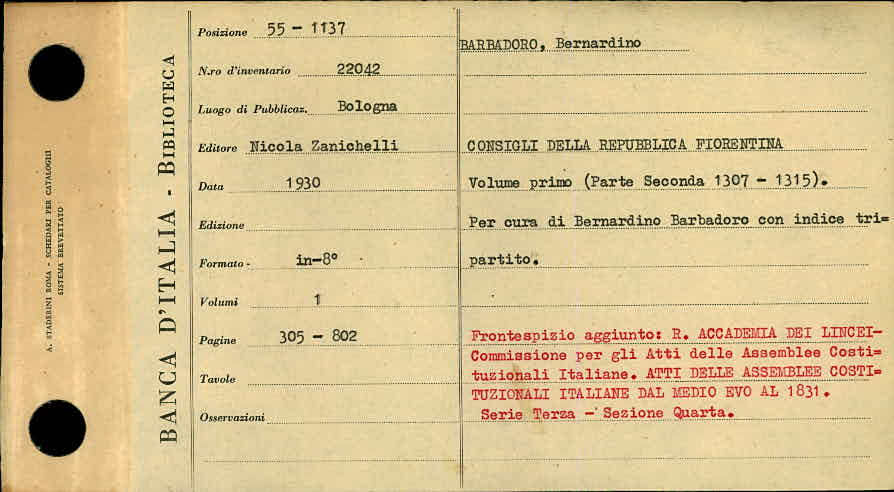 A. STADERINI ROMA - SCHEDARI PER CATALOGHI
SISTEMA BREVETTATO
BANCA D'ITALIA - BIBLIOTECA
Posizione 55 - 1137
N.ro d'inventario 22042
Luogo di Pubblicaz. Bologna
Editore Nicola Zanichelli
Data 1930
Edizione
Formato - in-8°
Volumi 1
Pagine 305 - 802
Tavole
Osservazioni
BARBADORO, Bernardino
CONSIGLI DELLA REPUBBLICA FIORENTINA
Volume primo (Parte Seconda 1307 - 1315).
Per cura di Bernardino Barbadoro con indice tri=
partito.
Frontespizio aggiunto: R. ACCADEMIA DEI LINCEI-
Commissione per gli Atti delle Assemblee Costi=
tuzionali Italiane. ATTI DELLE ASSEMBLEE COSTI=
TUZIONALI ITALIANE DAL MEDIO EVO AL 1831.
Serie Terza - Sezione Quarta.